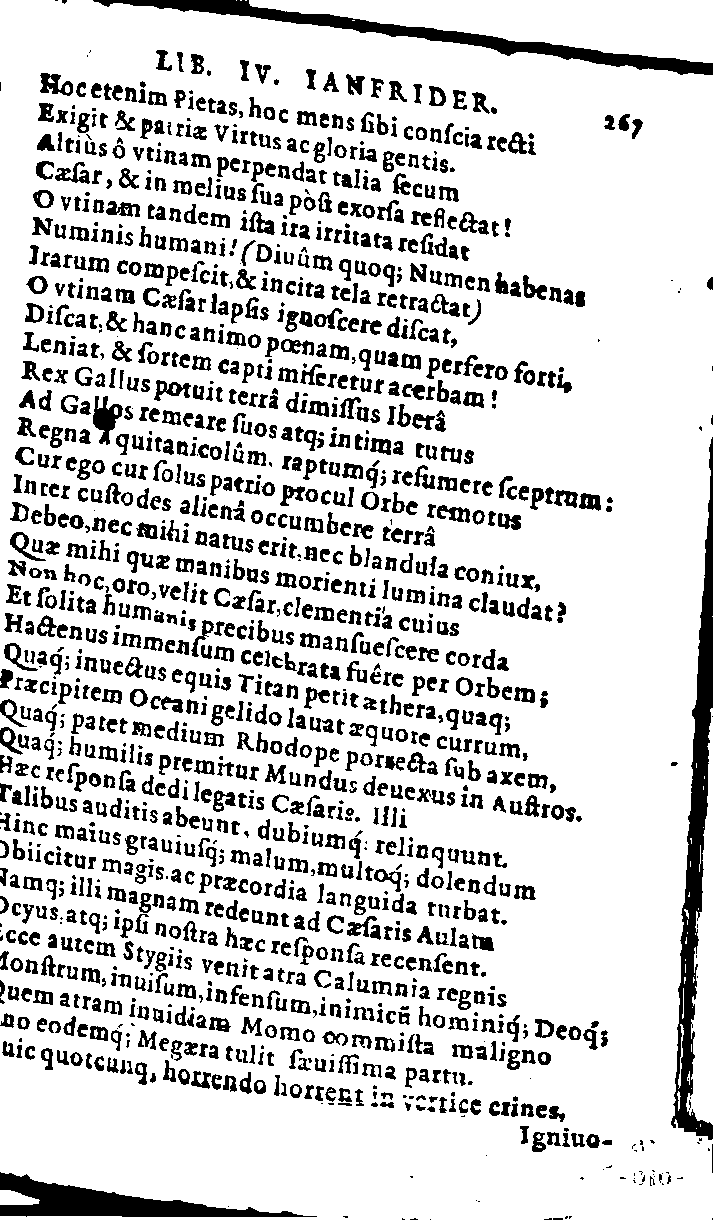 LIB. IV. IANFRIDER. 267
Hoc etenim Pietas, hoc mens ſibi conſcia recti
Exigit & patriæ Virtus ac gloria gentis.
Altiùs ô vtinam perpendat talia ſecum
Cæſar, & in melius ſua pòſt exorſa reflectat!
O vtinam tandem iſta ira irritata reſidat
Numinis humani! (Diuûm quoq; Numen habenas
Irarum compeſcit, & incita tela retractat)
O vtinam Cæſar lapſis ignoſcere diſcat,
Diſcat, & hanc animo pœnam, quam perfero forti,
Leniat, & ſortem capti miſeretur acerbam!
Rex Gallus potuit terrâ dimiſſus Iberâ
Ad Gallos remeare ſuos atq; intima tutus
Regna Aquitanicolûm, raptumq́; reſumere ſceptrum:
Cur ego cur ſolus patrio procul Orbe remotus
Inter cuſtodes alienâ occumbere terrâ
Debeo, nec mihi natus erit, nec blandula coniux,
Quæ mihi quæ manibus morienti lumina claudat?
Non hoc, oro, velit Cæſar, clementia cuius
Et ſolita humanis precibus manſueſcere corda
Hactenus immenſum celebrata fuêre per Orbem;
Quaq́; inuectus equis Titan petit æthera, quaq;
Præcipitem Oceani gelido lauat æquore currum,
Quaq́; patet medium Rhodope porrecta ſub axem,
Quaq́; humilis premitur Mundus deuexus in Auſtros.
Hæc reſponſa dedi legatis Cæſaris. Illi
Talibus auditis abeunt, dubiumq́; relinquunt.
Hinc maius grauiuſq́; malum, multoq́; dolendum
Obiicitur magis, ac præcordia languida turbat.
Namq; illi magnam redeunt ad Cæſaris Aulam
Ocyus, atq; ipſi noſtra hæc reſponſa recenſent.
Ecce autem Stygiis venit atra Calumnia regnis
Monſtrum, inuiſum, infenſum, inimicũ hominiq́; Deoq́;
Quem atram inuidiam Momo commiſta maligno
Vno eodemq́; Megæra tulit ſæuiſſima partu.
Huic quotcunq, horrendo horrent in vertice crines,
Igniuo-